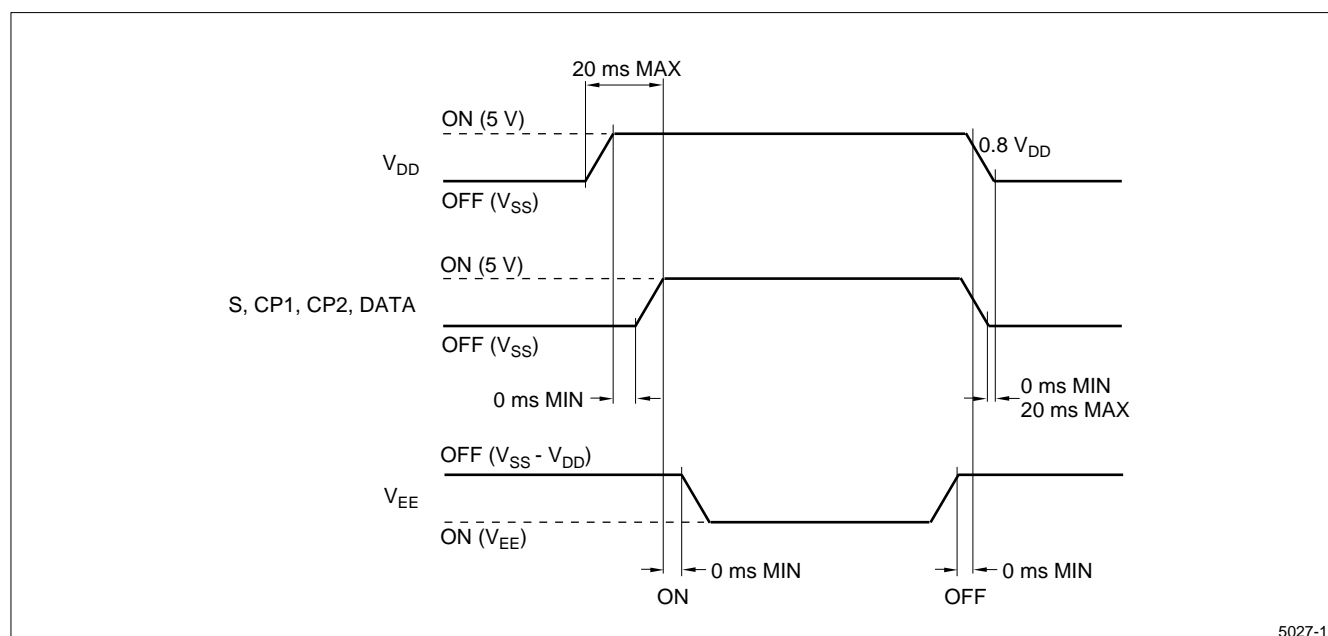 20 ms MAX
ON (5 V)
0.8 VDD
VDD
OFF (VSS)
ON (5 V)
S, CP1, CP2, DATA
OFF (VSS)
0 ms MIN
0 ms MIN
20 ms MAX
OFF (VSS - VDD)
VEE
ON (VEE)
0 ms MIN
0 ms MIN
ON
OFF
5027-1